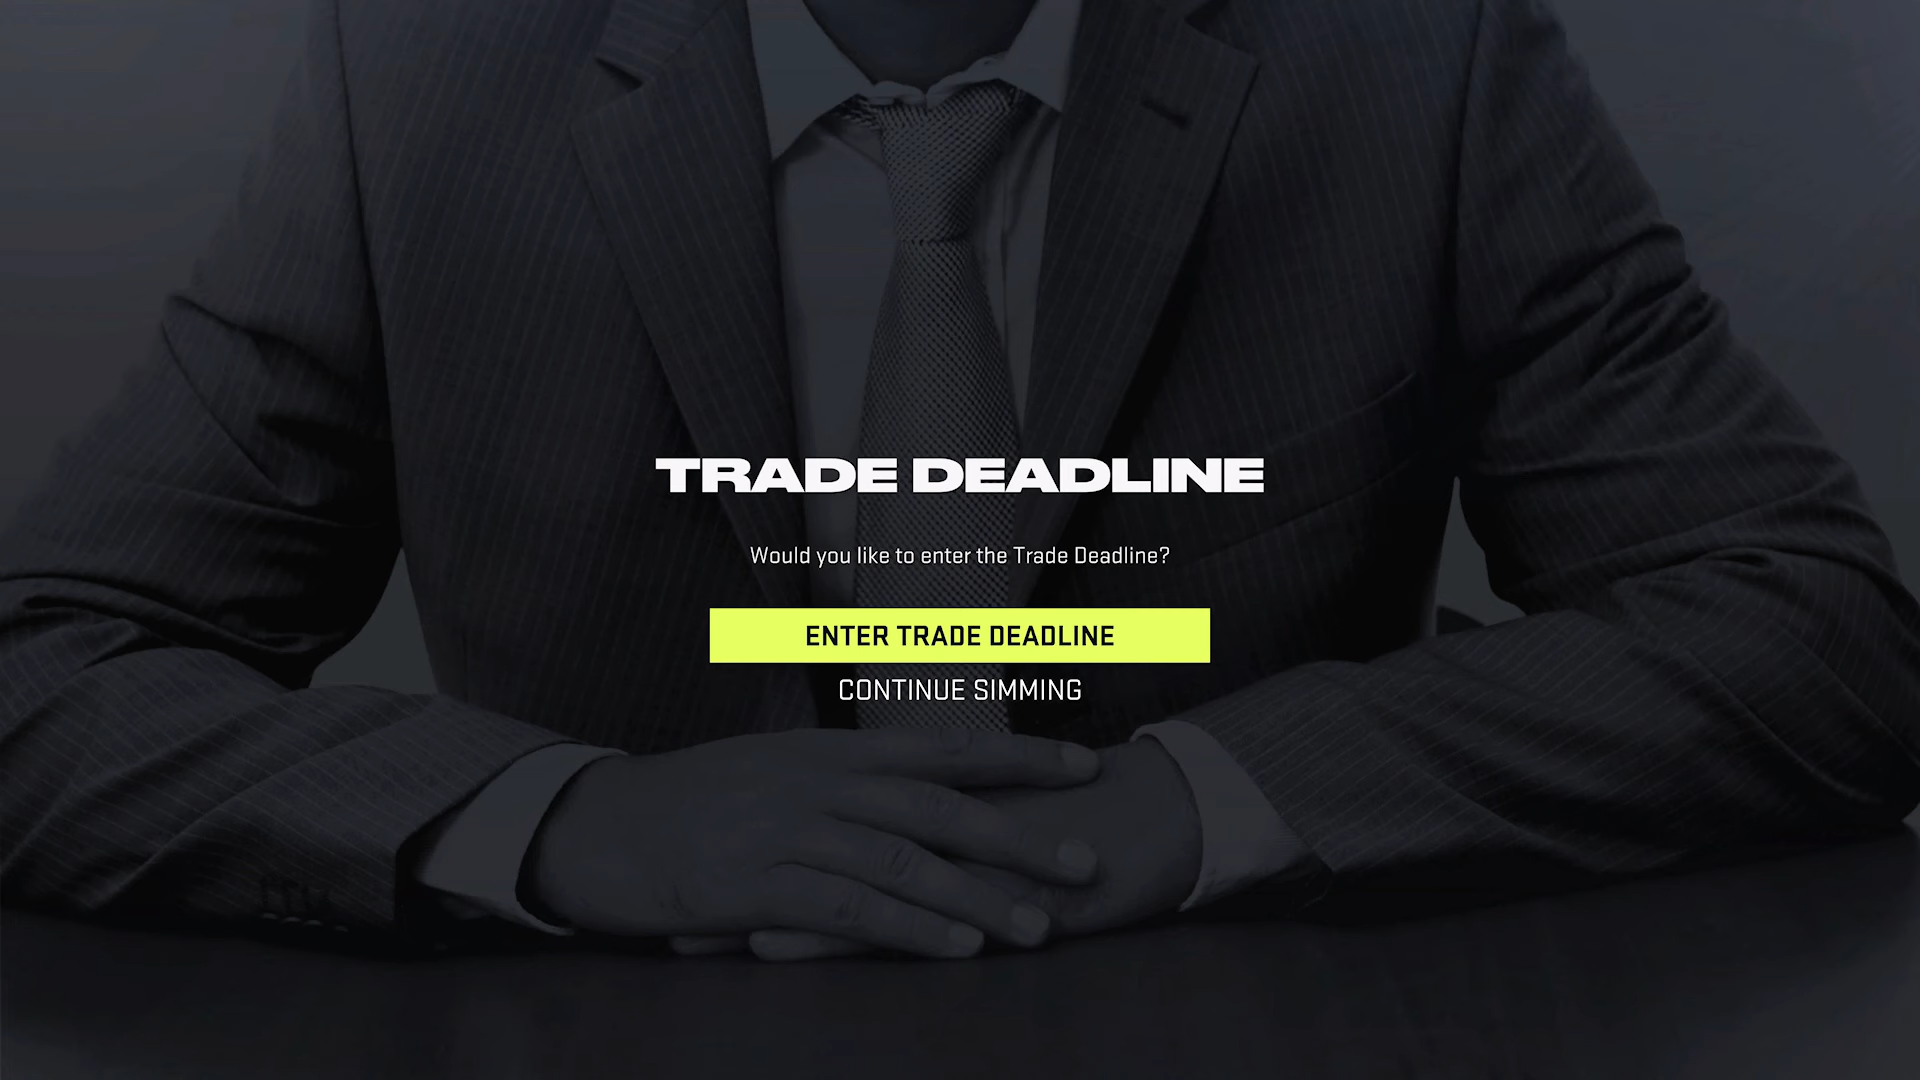 TRADE DEADLINE
Would you like to enter the Trade Deadline?
ENTER TRADE DEADLINE
CONTINUE SIMMING